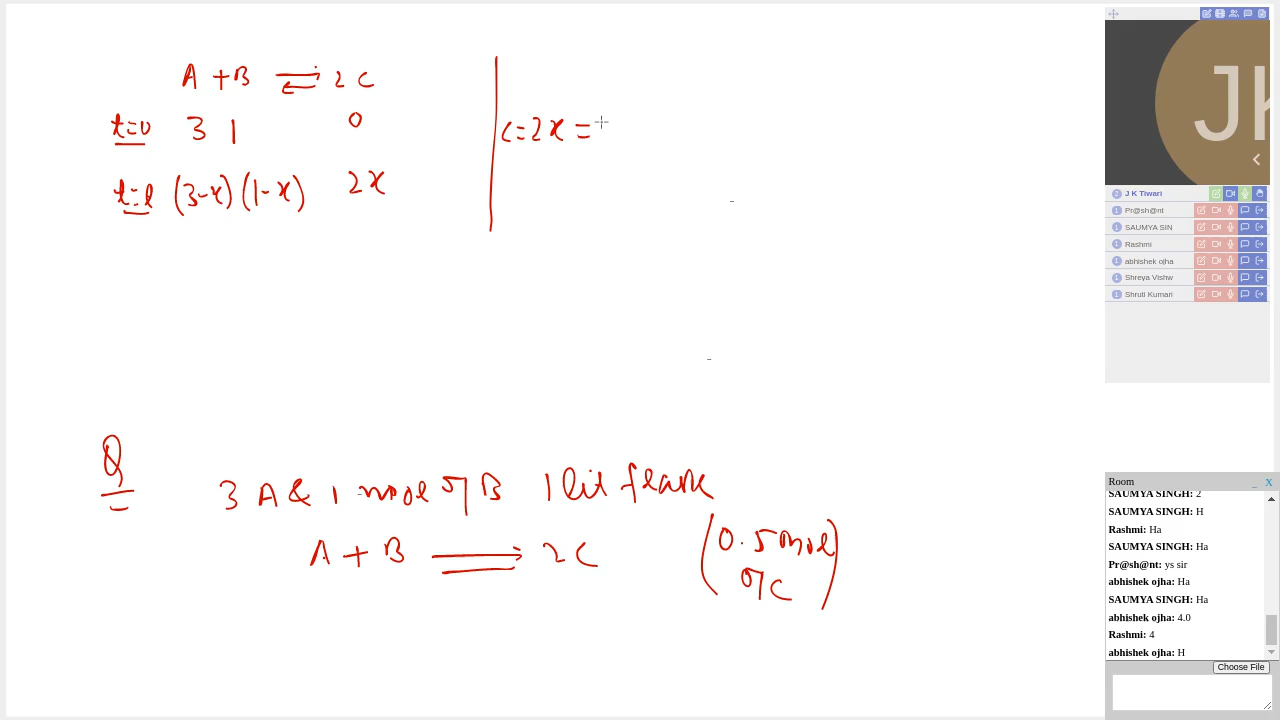 A + B ⇌ 2 C
t=0 3 1 0
t=t (3-x) (1-x) 2x
C = 2x =
Q
3 A & 1 mole of B 1 lit flask
A + B ⇌ 2C
(0.5 mol
of C)
JK
J K Tiwari
Pr@sh@nt
SAUMYA SIN
Rashmi
abhishek ojha
Shreya Vishw
Shruti Kumari
Room _ X
SAUMYA SINGH: 2
SAUMYA SINGH: H
Rashmi: Ha
SAUMYA SINGH: Ha
Pr@sh@nt: ys sir
abhishek ojha: Ha
SAUMYA SINGH: Ha
abhishek ojha: 4.0
Rashmi: 4
abhishek ojha: H
Choose File